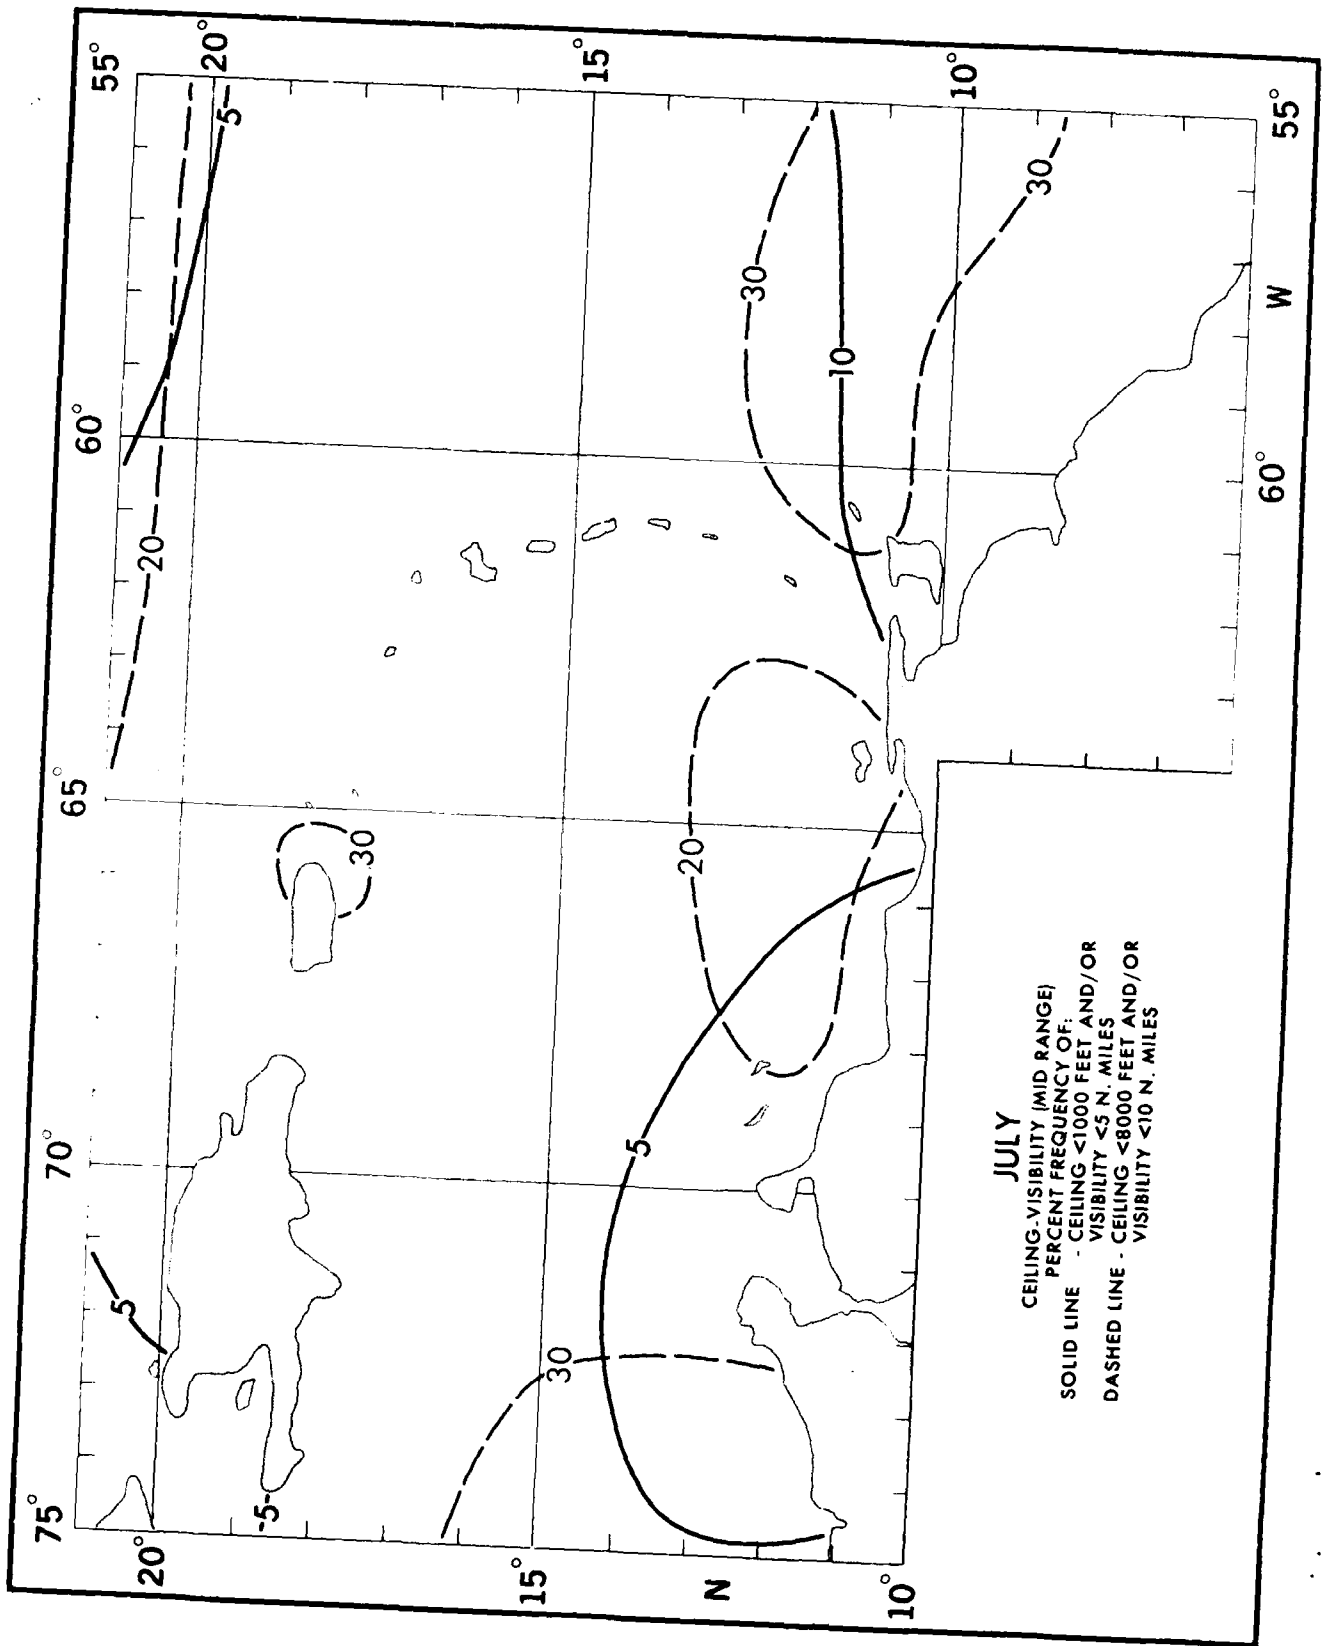 75°
70°
65°
60°
55°
20°
20°
15°
15°
10°
10°
N
W
60°
55°
5
-5-
5
20
5
30
30
5
20
30
10
30
JULY
CEILING-VISIBILITY (MID RANGE)
PERCENT FREQUENCY OF:
SOLID LINE - CEILING <1000 FEET AND/OR
VISIBILITY <5 N. MILES
DASHED LINE - CEILING <8000 FEET AND/OR
VISIBILITY <10 N. MILES